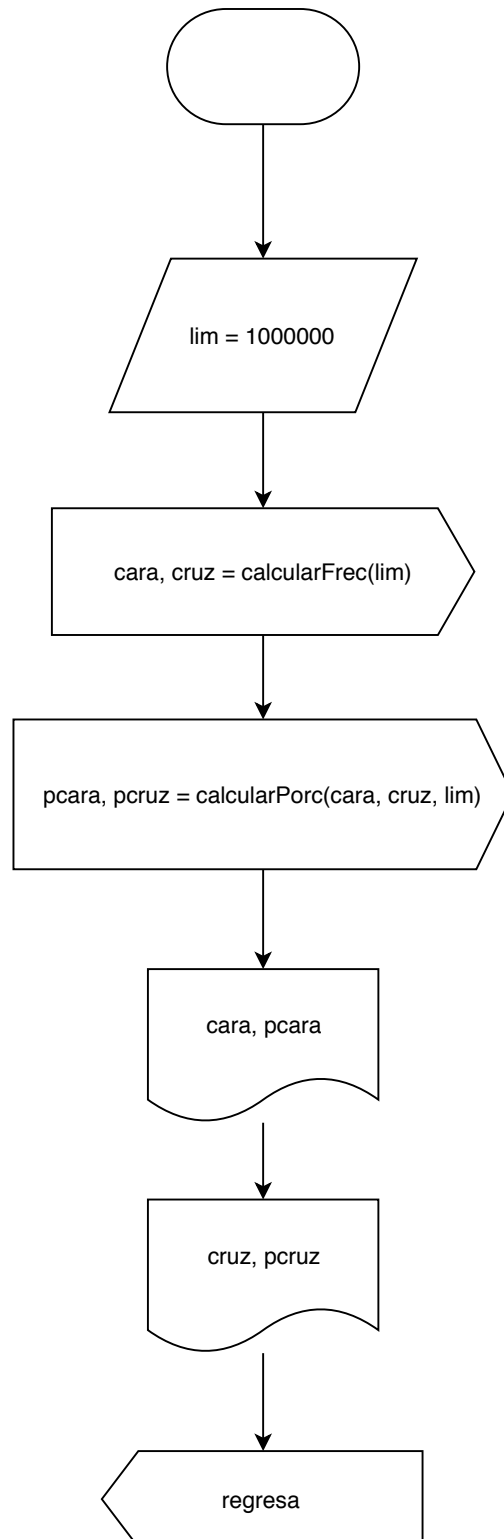 lim = 1000000
cara, cruz = calcularFrec(lim)
pcara, pcruz = calcularPorc(cara, cruz, lim)
cara, pcara
cruz, pcruz
regresa